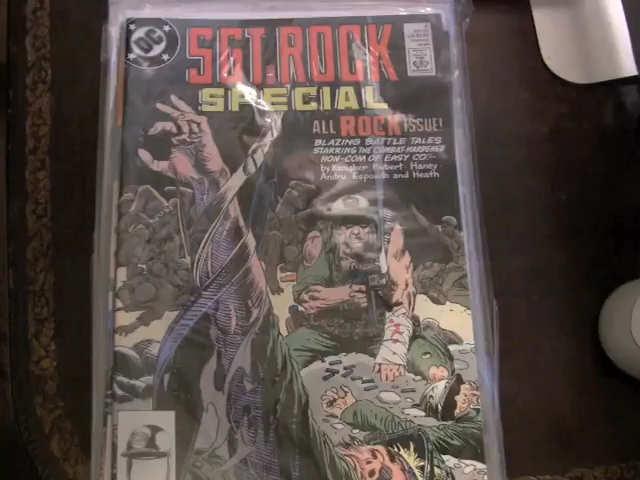 DC
SGT. ROCK
SPECIAL
ALL ROCK ISSUE!
BLAZING BATTLE TALES
STARRING THE COMBAT-HARDENED
NON-COM OF EASY CO.
by Kanigher Kubert Haney
Andru Esposito and Heath